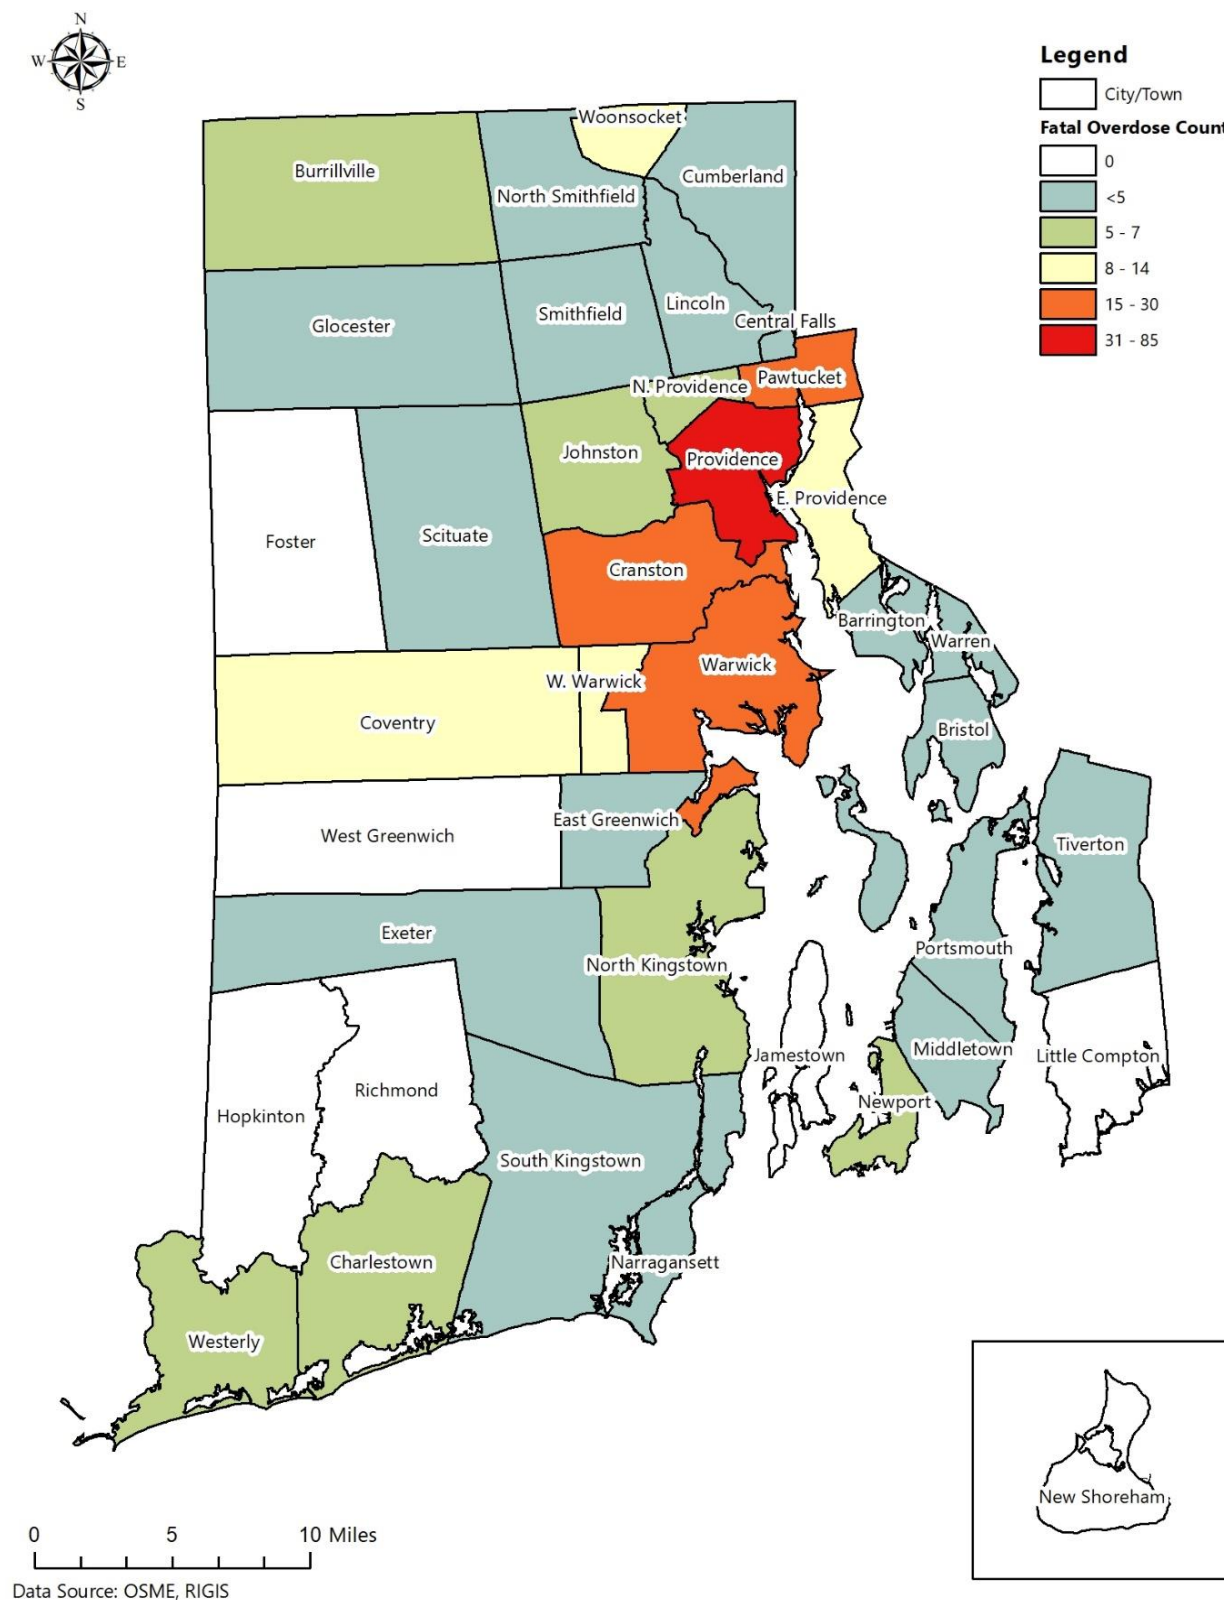 N
W E
S
Legend
City/Town
Fatal Overdose Count
0
<5
5 - 7
8 - 14
15 - 30
31 - 85
Woonsocket
Burrillville
Cumberland
North Smithfield
Lincoln
Smithfield
Central Falls
Glocester
Pawtucket
N. Providence
Johnston
Providence
E. Providence
Scituate
Foster
Cranston
Barrington
Warren
Warwick
W. Warwick
Coventry
Bristol
East Greenwich
West Greenwich
Tiverton
Exeter
Portsmouth
North Kingstown
Middletown
Jamestown
Little Compton
Richmond
Newport
Hopkinton
South Kingstown
Charlestown
Narragansett
Westerly
New Shoreham
0 5 10 Miles
Data Source: OSME, RIGIS